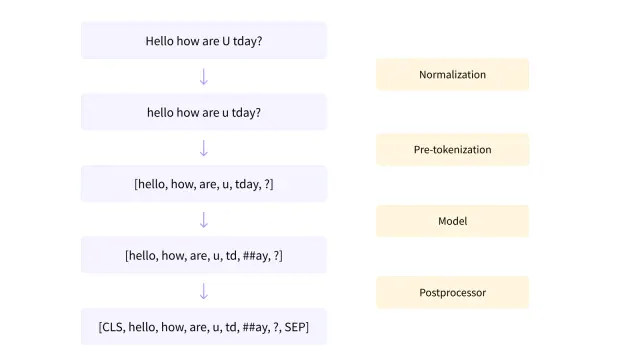 Hello how are U tday?
Normalization
hello how are u tday?
Pre-tokenization
[hello, how, are, u, tday, ?]
Model
[hello, how, are, u, td, ##ay, ?]
Postprocessor
[CLS, hello, how, are, u, td, ##ay, ?, SEP]